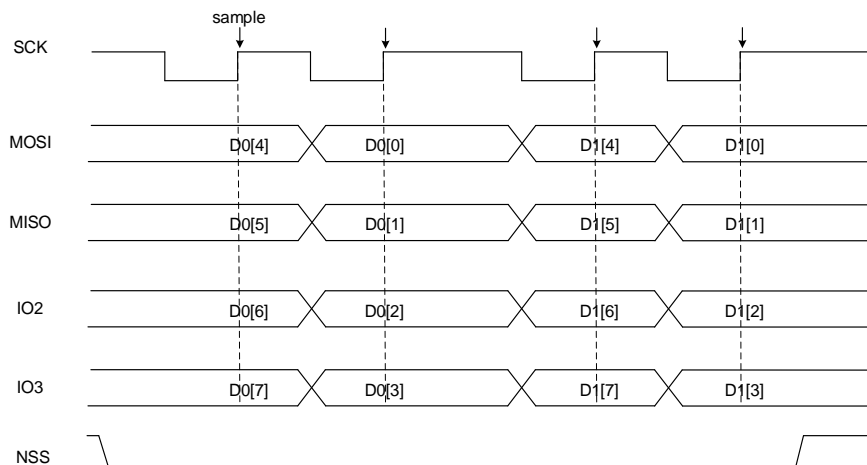 sample
SCK
MOSI D0[4] D0[0] D1[4] D1[0]
MISO D0[5] D0[1] D1[5] D1[1]
IO2 D0[6] D0[2] D1[6] D1[2]
IO3 D0[7] D0[3] D1[7] D1[3]
NSS